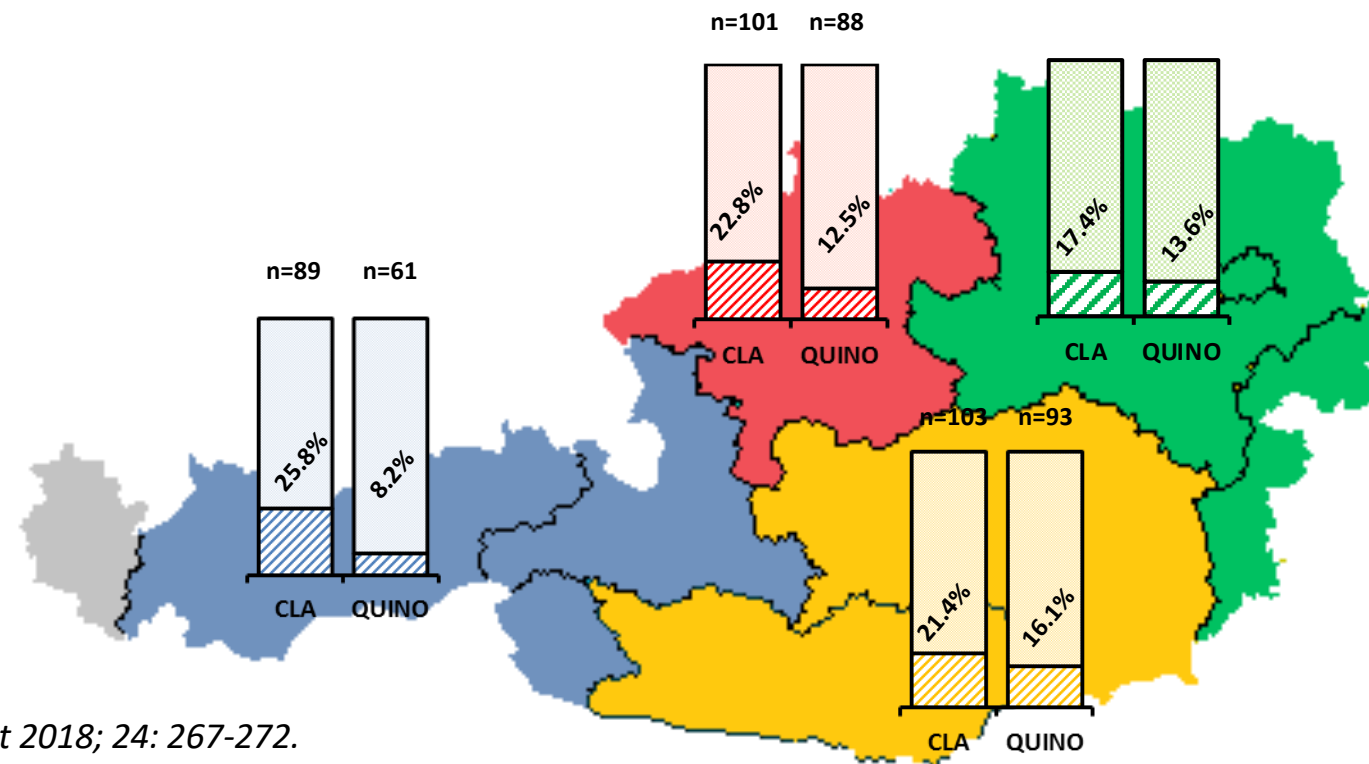 n=101 n=88
22.8%
12.5%
CLA QUINO
17.4%
13.6%
CLA QUINO
n=89 n=61
25.8%
8.2%
CLA QUINO
n=103 n=93
21.4%
16.1%
CLA QUINO
t 2018; 24: 267-272.